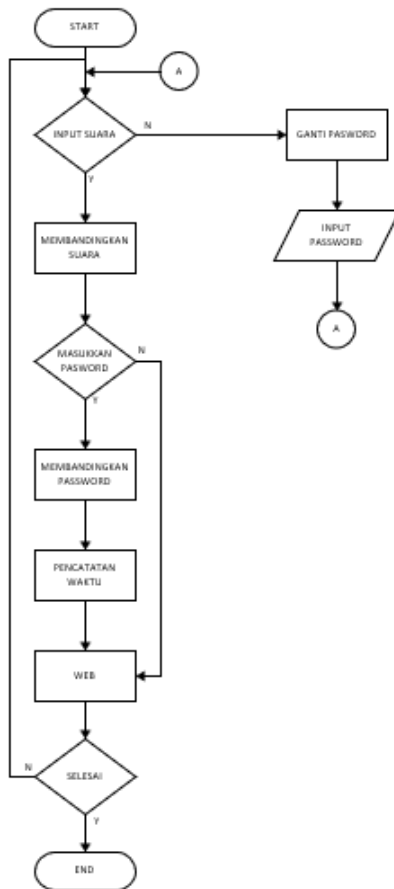 START
A
INPUT SUARA
N
GANTI PASWORD
Y
MEMBANDINGKAN
SUARA
INPUT
PASSWORD
A
MASUKKAN
PASWORD
N
Y
MEMBANDINGKAN
PASSWORD
PENCATATAN
WAKTU
WEB
SELESAI
N
Y
END